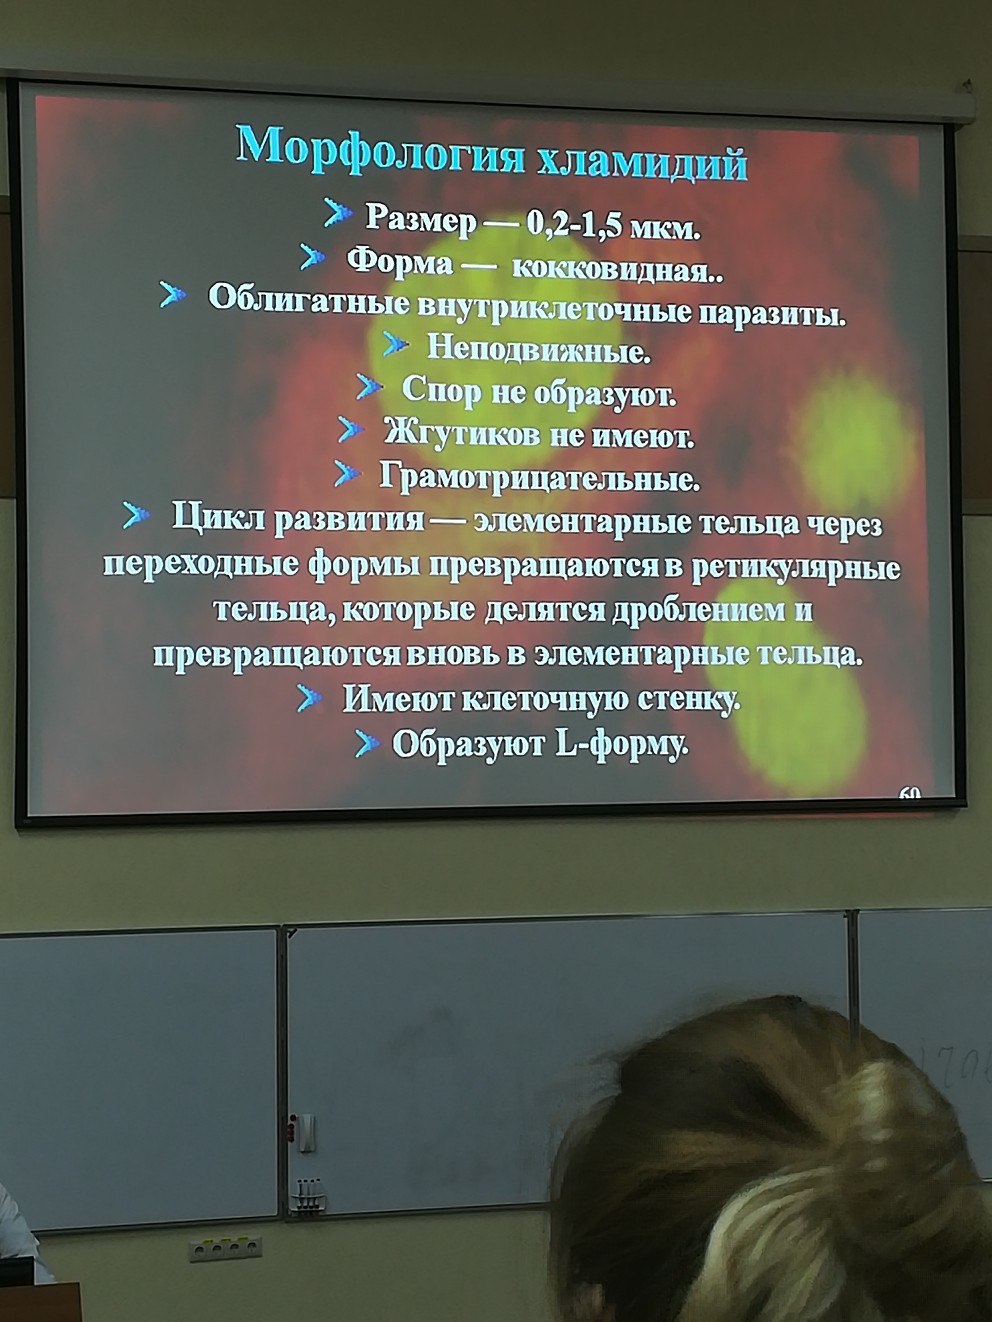 Морфология хламидий
Размер — 0,2-1,5 мкм.
Форма — кокковидная..
Облигатные внутриклеточные паразиты.
Неподвижные.
Спор не образуют.
Жгутиков не имеют.
Грамотрицательные.
Цикл развития — элементарные тельца через
переходные формы превращаются в ретикулярные
тельца, которые делятся дроблением и
превращаются вновь в элементарные тельца.
Имеют клеточную стенку.
Образуют L-форму.
60